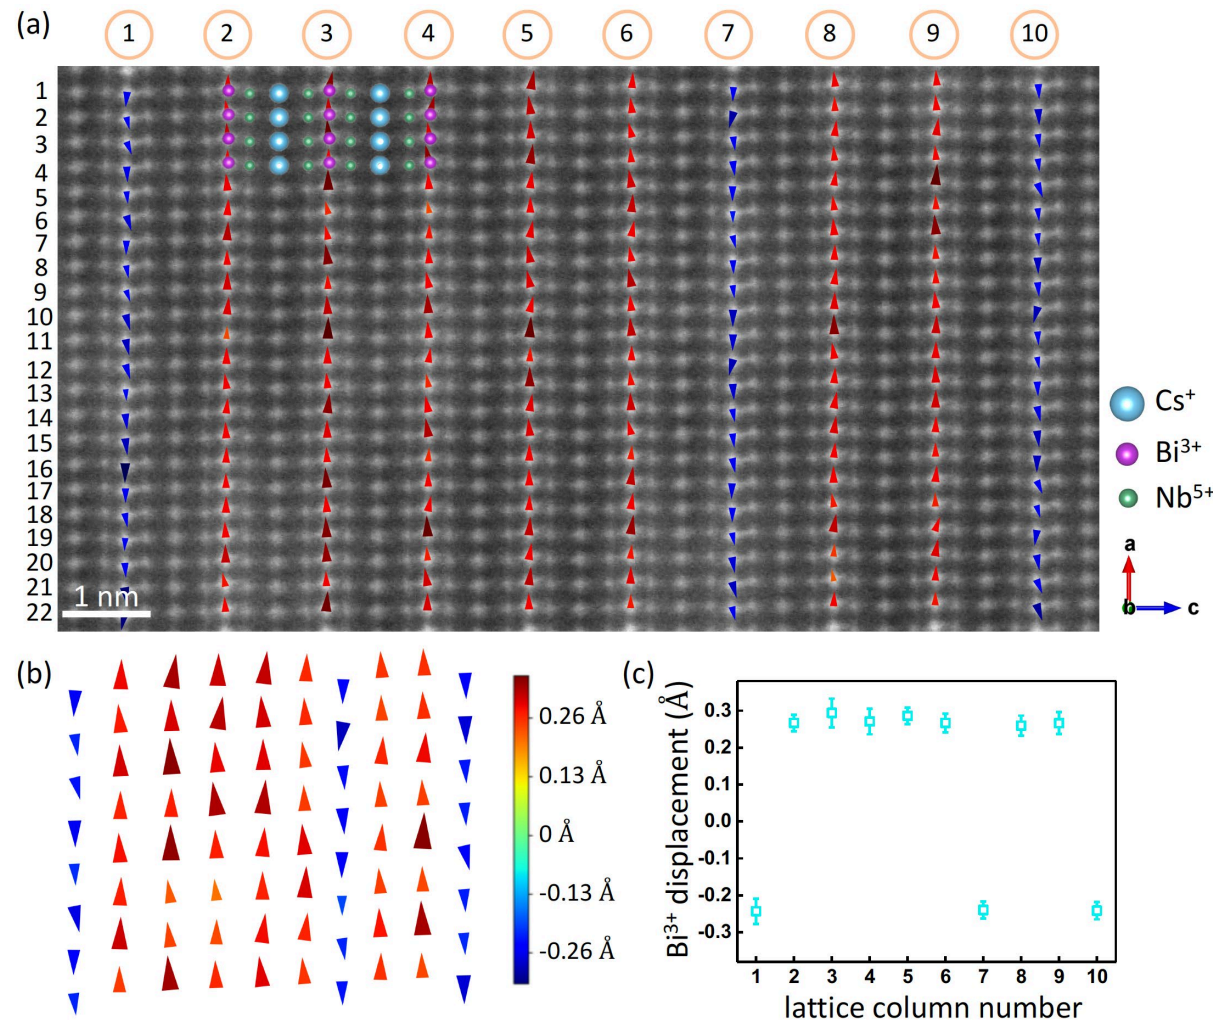 (a) 1 2 3 4 5 6 7 8 9 10
1
2
3
4
5
6
7
8
9
10
11
12
13
14
15
16
17
18
19
20
21
22
1 nm
Cs+
Bi3+
Nb5+
a
b c
(b)
0.26 Å
0.13 Å
0 Å
-0.13 Å
-0.26 Å
(c)
Bi3+ displacement (Å)
0.3
0.2
0.1
0.0
-0.1
-0.2
-0.3
1 2 3 4 5 6 7 8 9 10
lattice column number